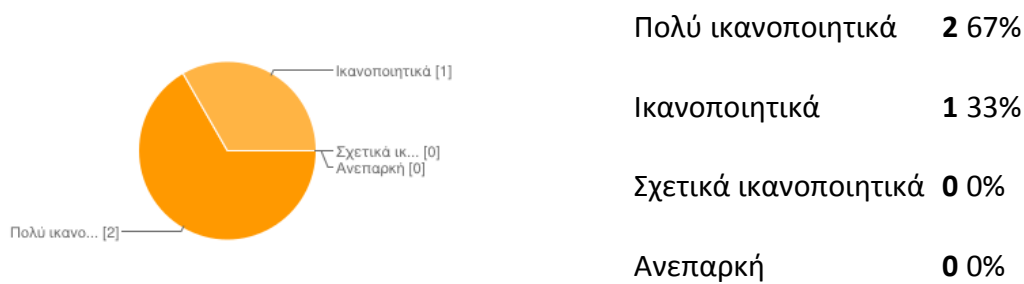 Ικανοποιητικά [1]
Σχετικά ικ... [0]
Ανεπαρκή [0]
Πολύ ικανο... [2]
Πολύ ικανοποιητικά 2 67%
Ικανοποιητικά 1 33%
Σχετικά ικανοποιητικά 0 0%
Ανεπαρκή 0 0%